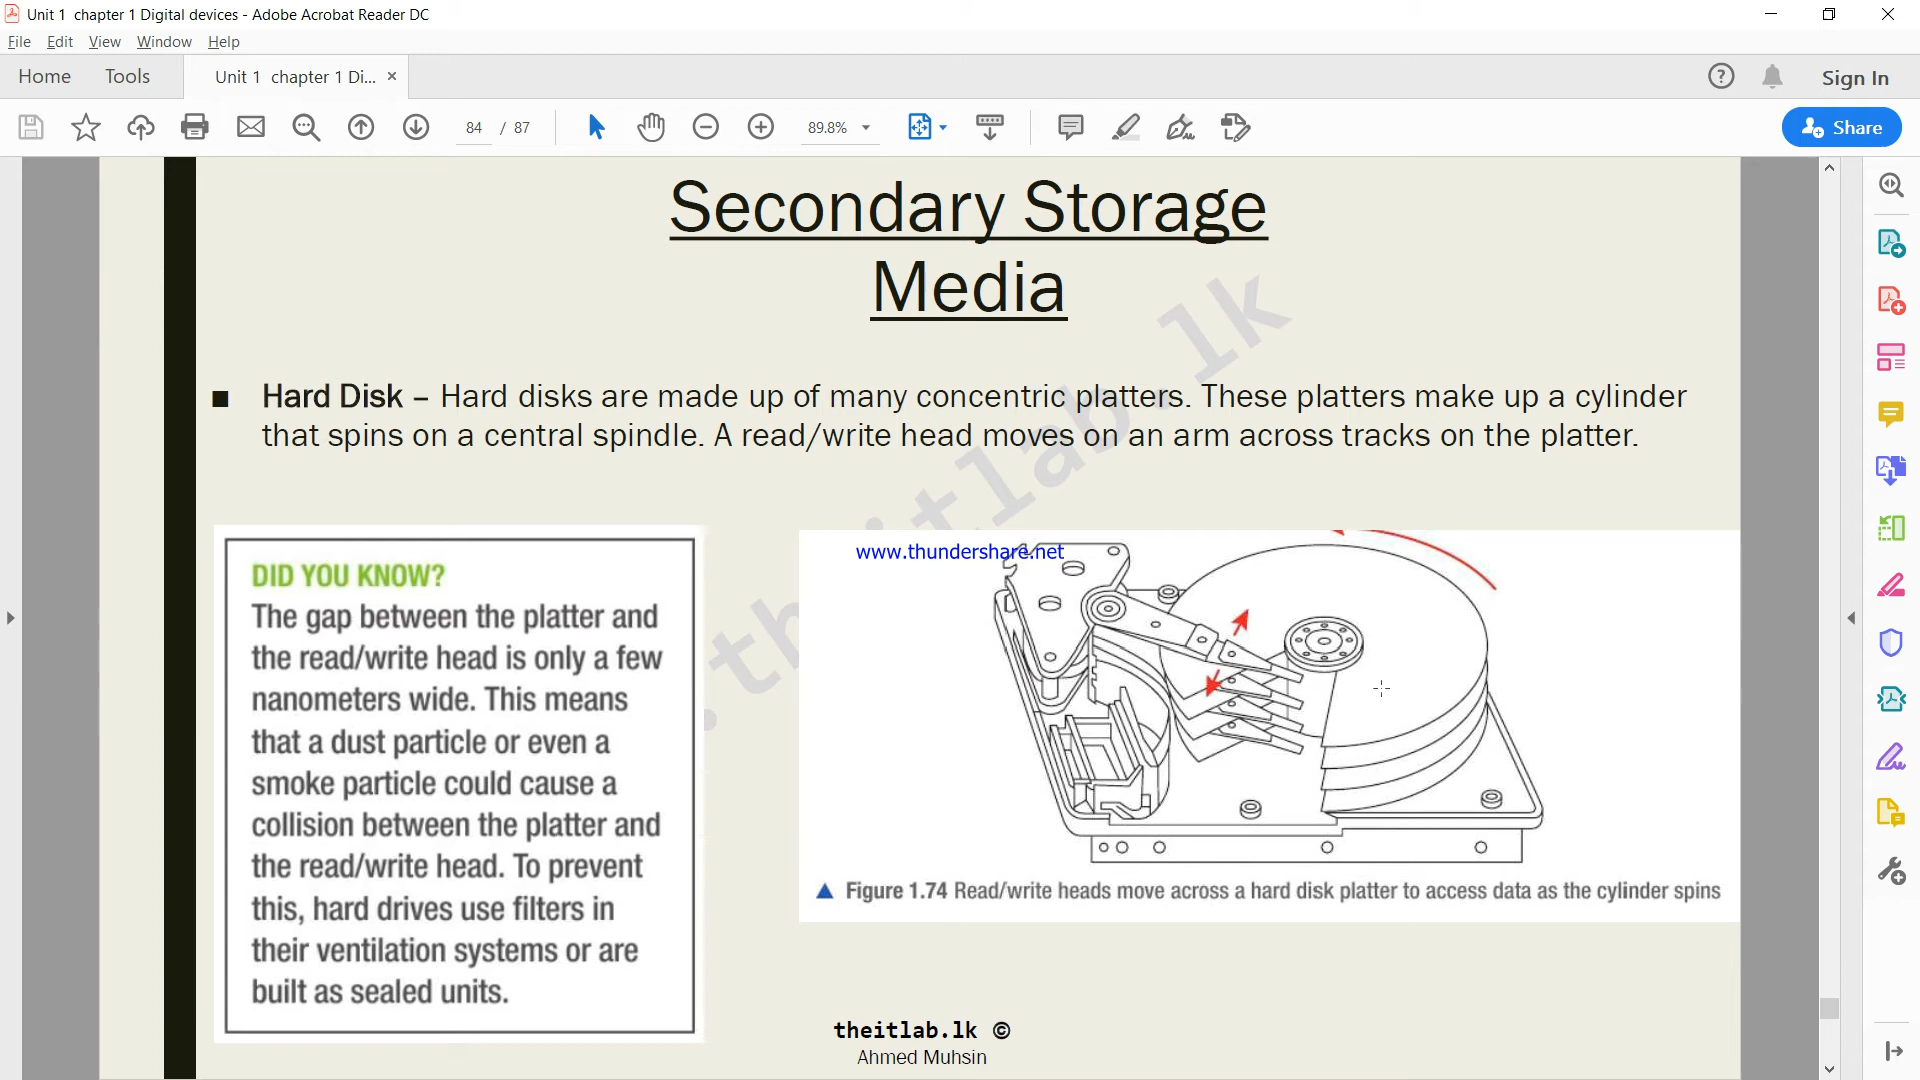 Unit 1  chapter 1 Digital devices - Adobe Acrobat Reader DC
File Edit View Window Help
Home Tools Unit 1  chapter 1 Di... × Sign In
84 / 87 89.8% Share
Secondary Storage
Media
■ Hard Disk – Hard disks are made up of many concentric platters. These platters make up a cylinder
that spins on a central spindle. A read/write head moves on an arm across tracks on the platter.
DID YOU KNOW?
The gap between the platter and
the read/write head is only a few
nanometers wide. This means
that a dust particle or even a
smoke particle could cause a
collision between the platter and
the read/write head. To prevent
this, hard drives use filters in
their ventilation systems or are
built as sealed units.
www.thundershare.net
▲ Figure 1.74 Read/write heads move across a hard disk platter to access data as the cylinder spins
theitlab.lk ©
Ahmed Muhsin